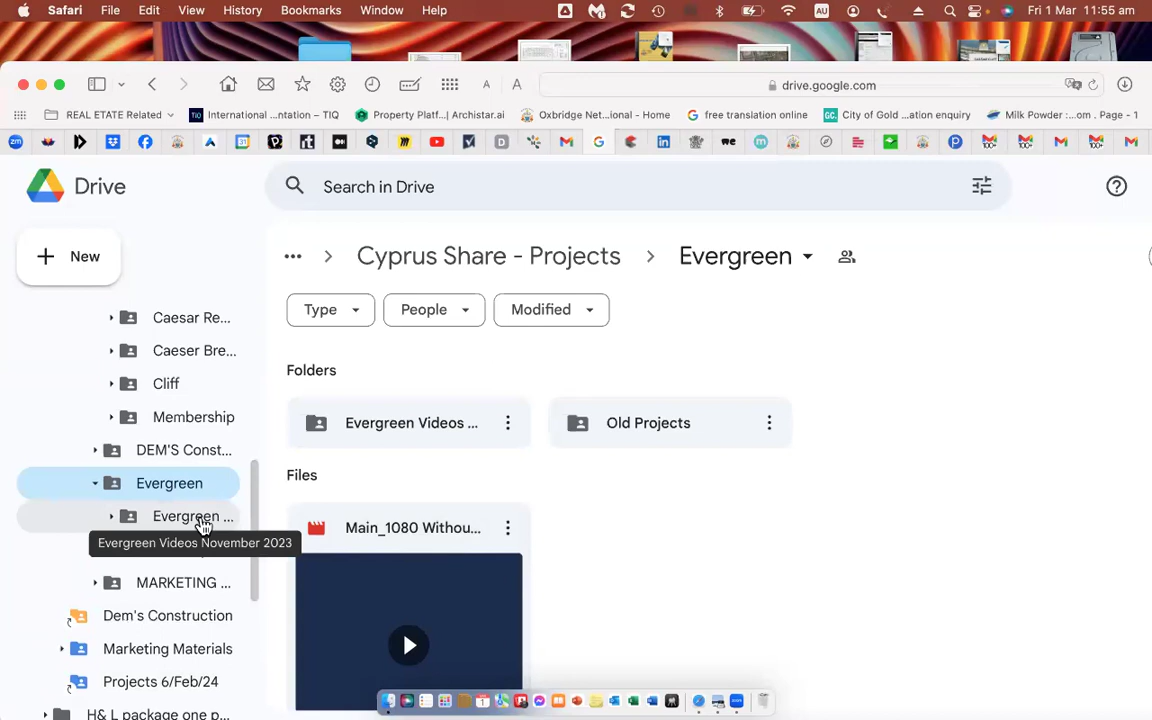 Safari File Edit View History Bookmarks Window Help AU Fri 1 Mar 11:55 am
A A drive.google.com
REAL ETATE Related TIO International ...ntation – TIQ Property Platf...| Archistar.ai Oxbridge Net...ional - Home free translation online GC. City of Gold ...ation enquiry Milk Powder :...om . Page - 1
Drive
Search in Drive
New
Cyprus Share - Projects
Evergreen
Type
People
Modified
Caesar Re...
Caeser Bre...
Cliff
Membership
DEM'S Const...
Evergreen
Evergreen ...
Evergreen Videos November 2023
MARKETING ...
Dem's Construction
Marketing Materials
Projects 6/Feb/24
H& L package one p...
Folders
Evergreen Videos ...
Old Projects
Files
Main_1080 Withou...